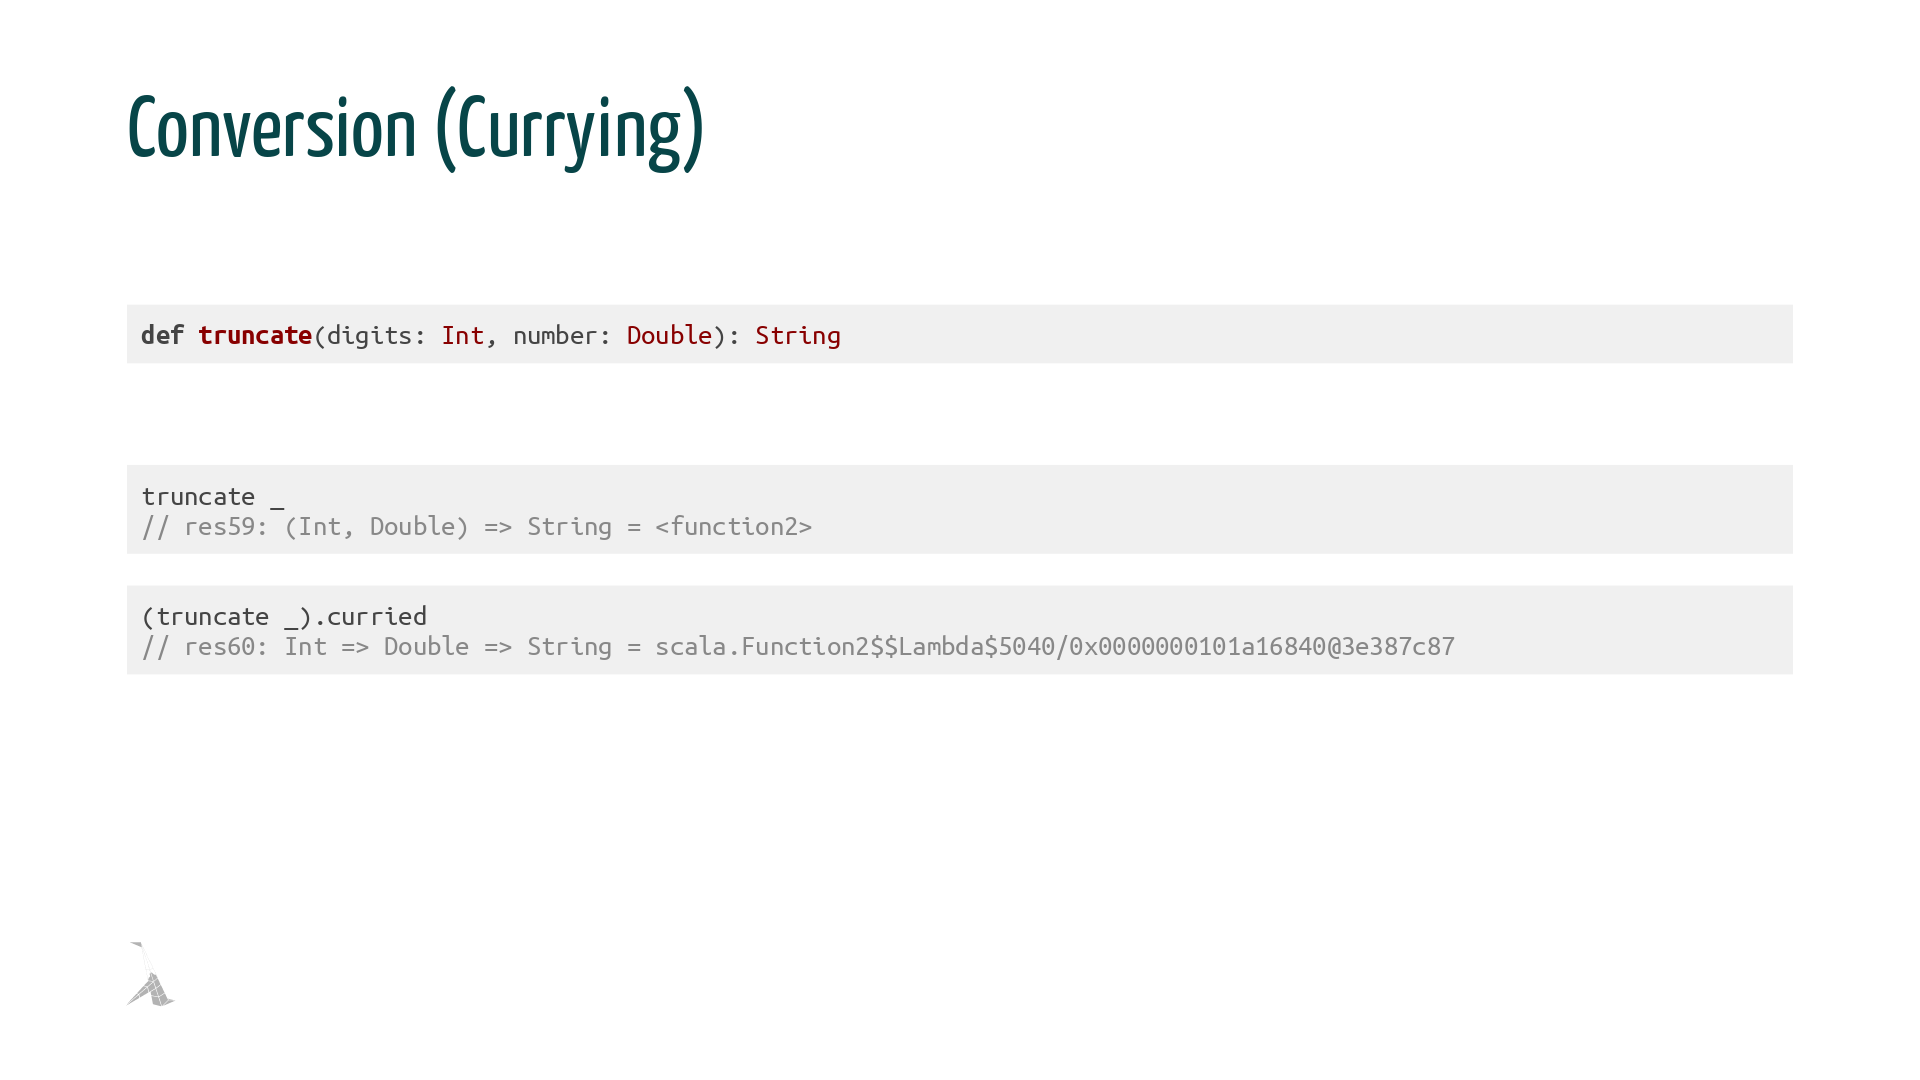 Conversion (Currying)
def truncate(digits: Int, number: Double): String
truncate _
// res59: (Int, Double) => String = <function2>
(truncate _).curried
// res60: Int => Double => String = scala.Function2$$Lambda$5040/0x0000000101a16840@3e387c87